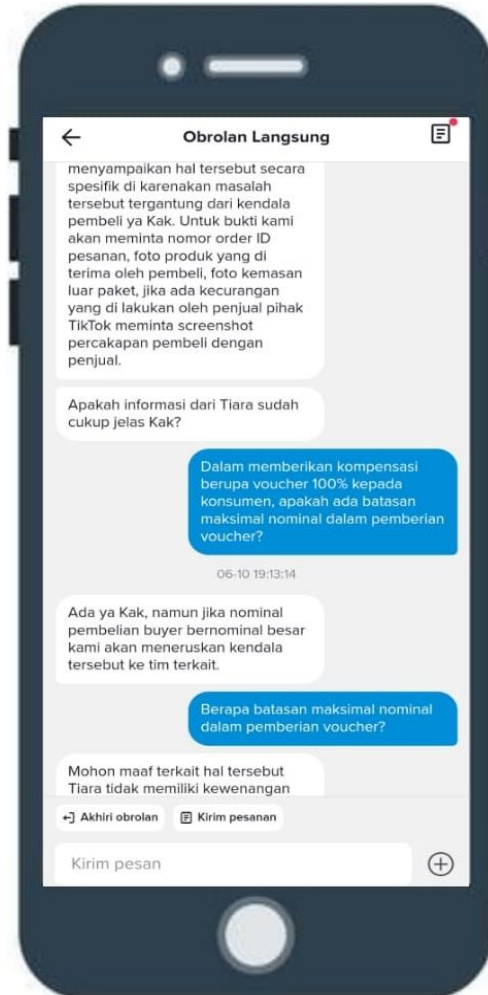 Obrolan Langsung
menyampaikan hal tersebut secara
spesifik di karenakan masalah
tersebut tergantung dari kendala
pembeli ya Kak. Untuk bukti kami
akan meminta nomor order ID
pesanan, foto produk yang di
terima oleh pembeli, foto kemasan
luar paket, jika ada kecurangan
yang di lakukan oleh penjual pihak
TikTok meminta screenshot
percakapan pembeli dengan
penjual.
Apakah informasi dari Tiara sudah
cukup jelas Kak?
Dalam memberikan kompensasi
berupa voucher 100% kepada
konsumen, apakah ada batasan
maksimal nominal dalam pemberian
voucher?
06-10 19:13:14
Ada ya Kak, namun jika nominal
pembelian buyer bernominal besar
kami akan meneruskan kendala
tersebut ke tim terkait.
Berapa batasan maksimal nominal
dalam pemberian voucher?
Mohon maaf terkait hal tersebut
Tiara tidak memiliki kewenangan
Akhiri obrolan Kirim pesanan
Kirim pesan